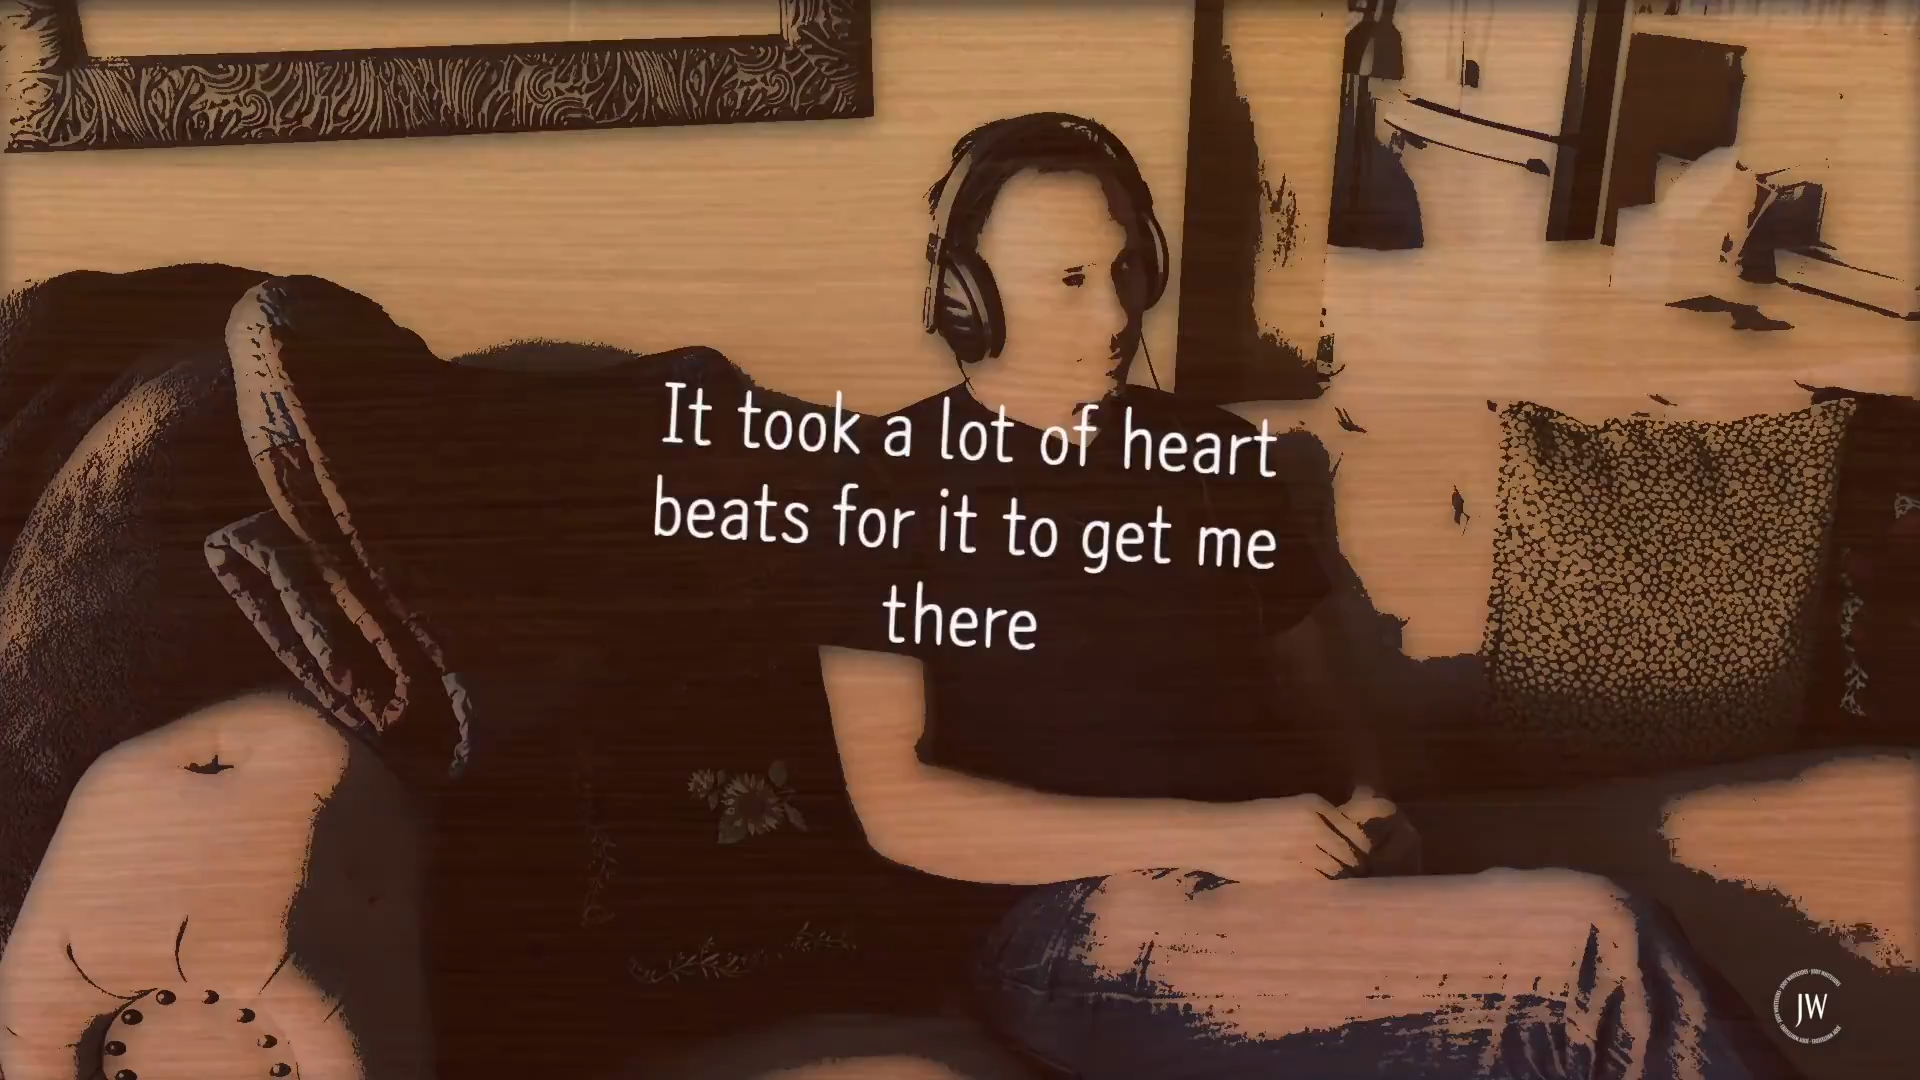 It took a lot of heart
beats for it to get me
there
JW